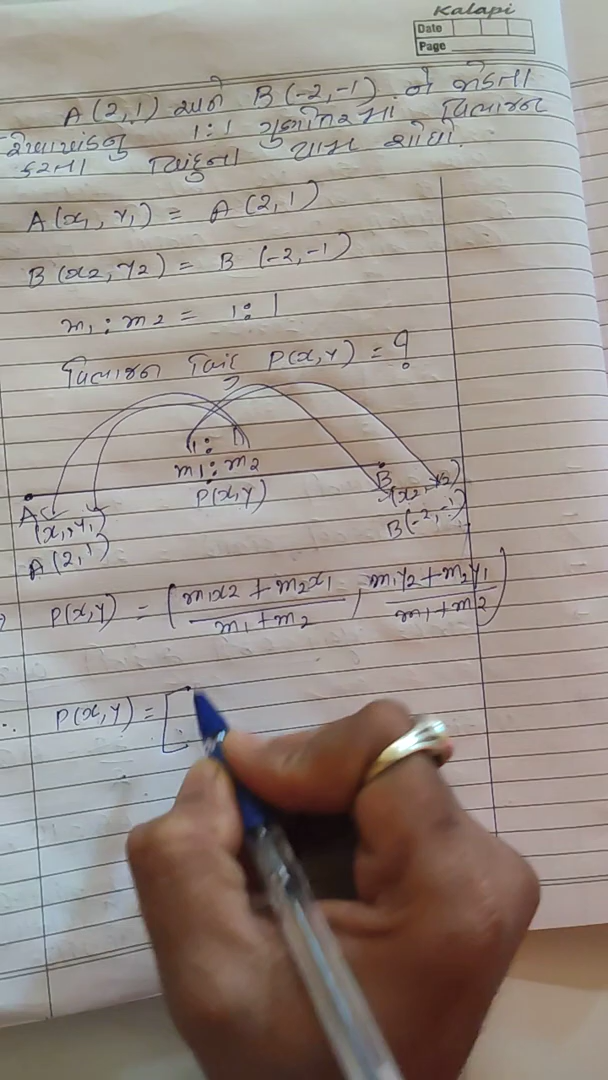 Kalapi
Date
Page
A(2,1) અને B(-2,-1) ને જોડતા
રેખાખંડનું 1:1 ગુણોત્તરમાં વિભાજન
કરતા બિંદુના યામ શોધો.
A(x₁, y₁) = A(2,1)
B(x₂, y₂) = B(-2,-1)
m₁ : m₂ = 1:1
વિભાજન બિંદુ P(x,y) = ?
1 : 1
m₁ : m₂
A B
P(x,y)
(x₁, y₁) (x₂, y₂)
A(2,1) B(-2,-1)
P(x,y) = (m₁x₂ + m₂x₁ / m₁ + m₂ , m₁y₂ + m₂y₁ / m₁ + m₂)
∴ P(x,y) = [